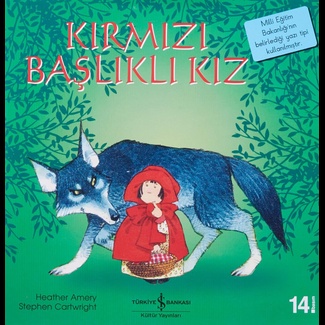 KIRMIZI
BAŞLIKLI KIZ
Milli Eğitim
Bakanlığı'nın
belirlediği yazı tipi
kullanılmıştır.
Heather Amery
Stephen Cartwright
TÜRKİYE İŞ BANKASI
Kültür Yayınları
14